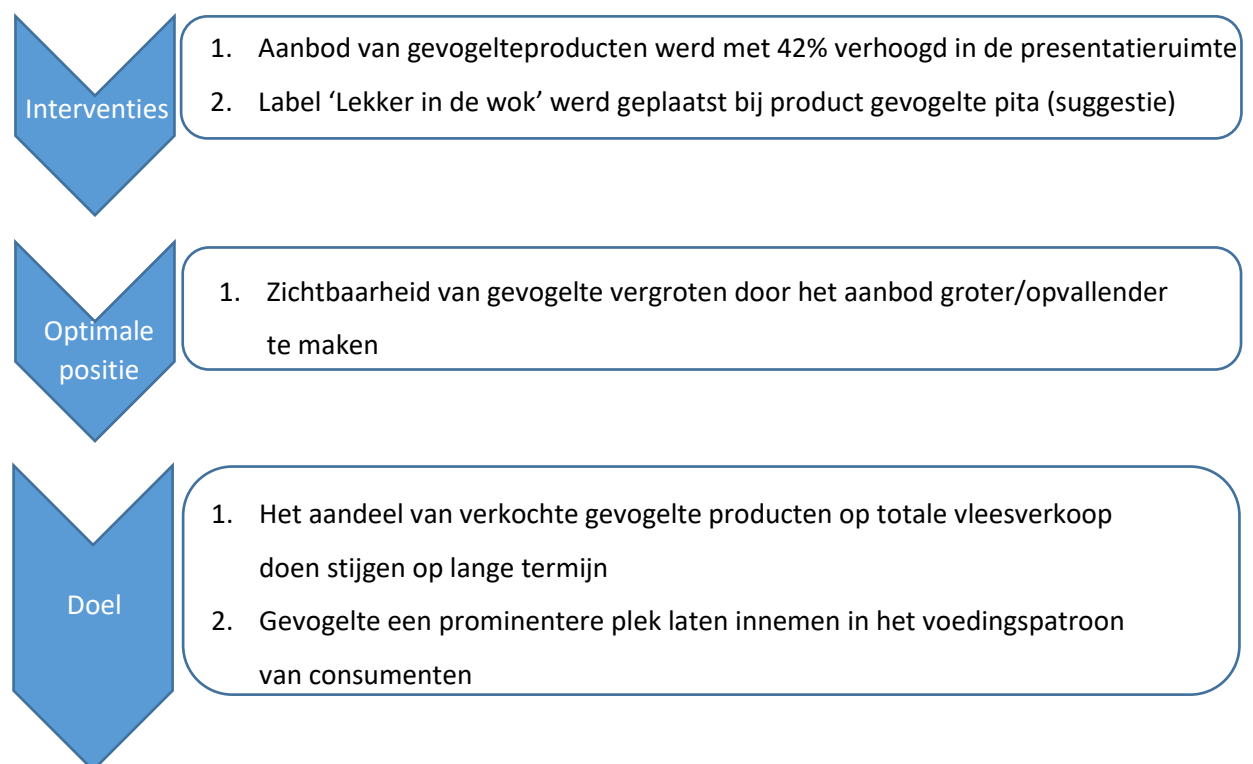 Interventies
1. Aanbod van gevogelteproducten werd met 42% verhoogd in de presentatieruimte
2. Label ‘Lekker in de wok’ werd geplaatst bij product gevogelte pita (suggestie)
Optimale
positie
1. Zichtbaarheid van gevogelte vergroten door het aanbod groter/opvallender
te maken
Doel
1. Het aandeel van verkochte gevogelte producten op totale vleesverkoop
doen stijgen op lange termijn
2. Gevogelte een prominentere plek laten innemen in het voedingspatroon
van consumenten